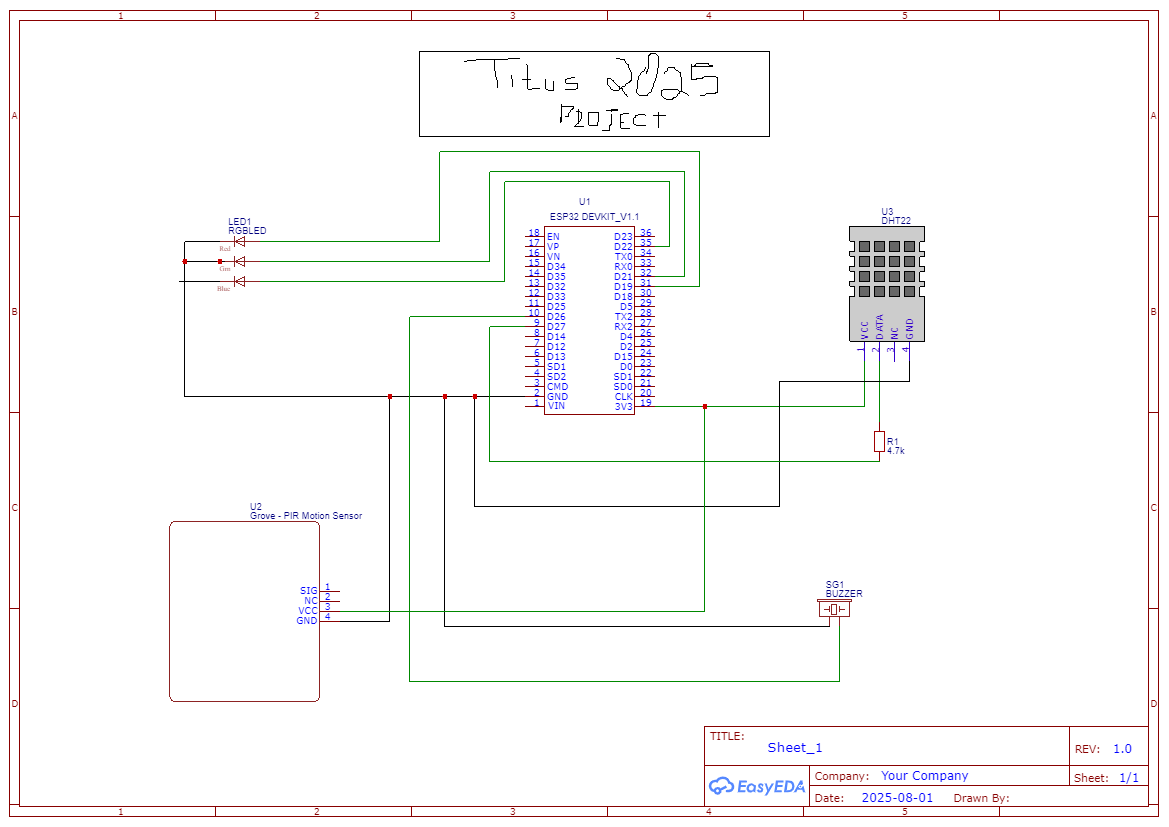 1 2 3 4 5
A A
B B
C C
D D
Titus 2025
PROJECT
LED1
RGBLED
Red
Grn
Blue
U1
ESP32 DEVKIT_V1.1
18 EN D23 36
17 VP D22 35
16 VN TX0 34
15 D34 RX0 33
14 D35 D21 32
13 D32 D19 31
12 D33 D18 30
11 D25 D5 29
10 D26 TX2 28
9 D27 RX2 27
8 D14 D4 26
7 D12 D2 25
6 D13 D15 24
5 SD1 D0 23
4 SD2 SD1 22
3 CMD SD0 21
2 GND CLK 20
1 VIN 3V3 19
U3
DHT22
VCC DATA NC GND
1 2 3 4
R1
4.7k
U2
Grove - PIR Motion Sensor
SIG 1
NC 2
VCC 3
GND 4
SG1
BUZZER
TITLE:
Sheet_1
REV: 1.0
EasyEDA
Company: Your Company
Sheet: 1/1
Date: 2025-08-01 Drawn By:
1 2 3 4 5